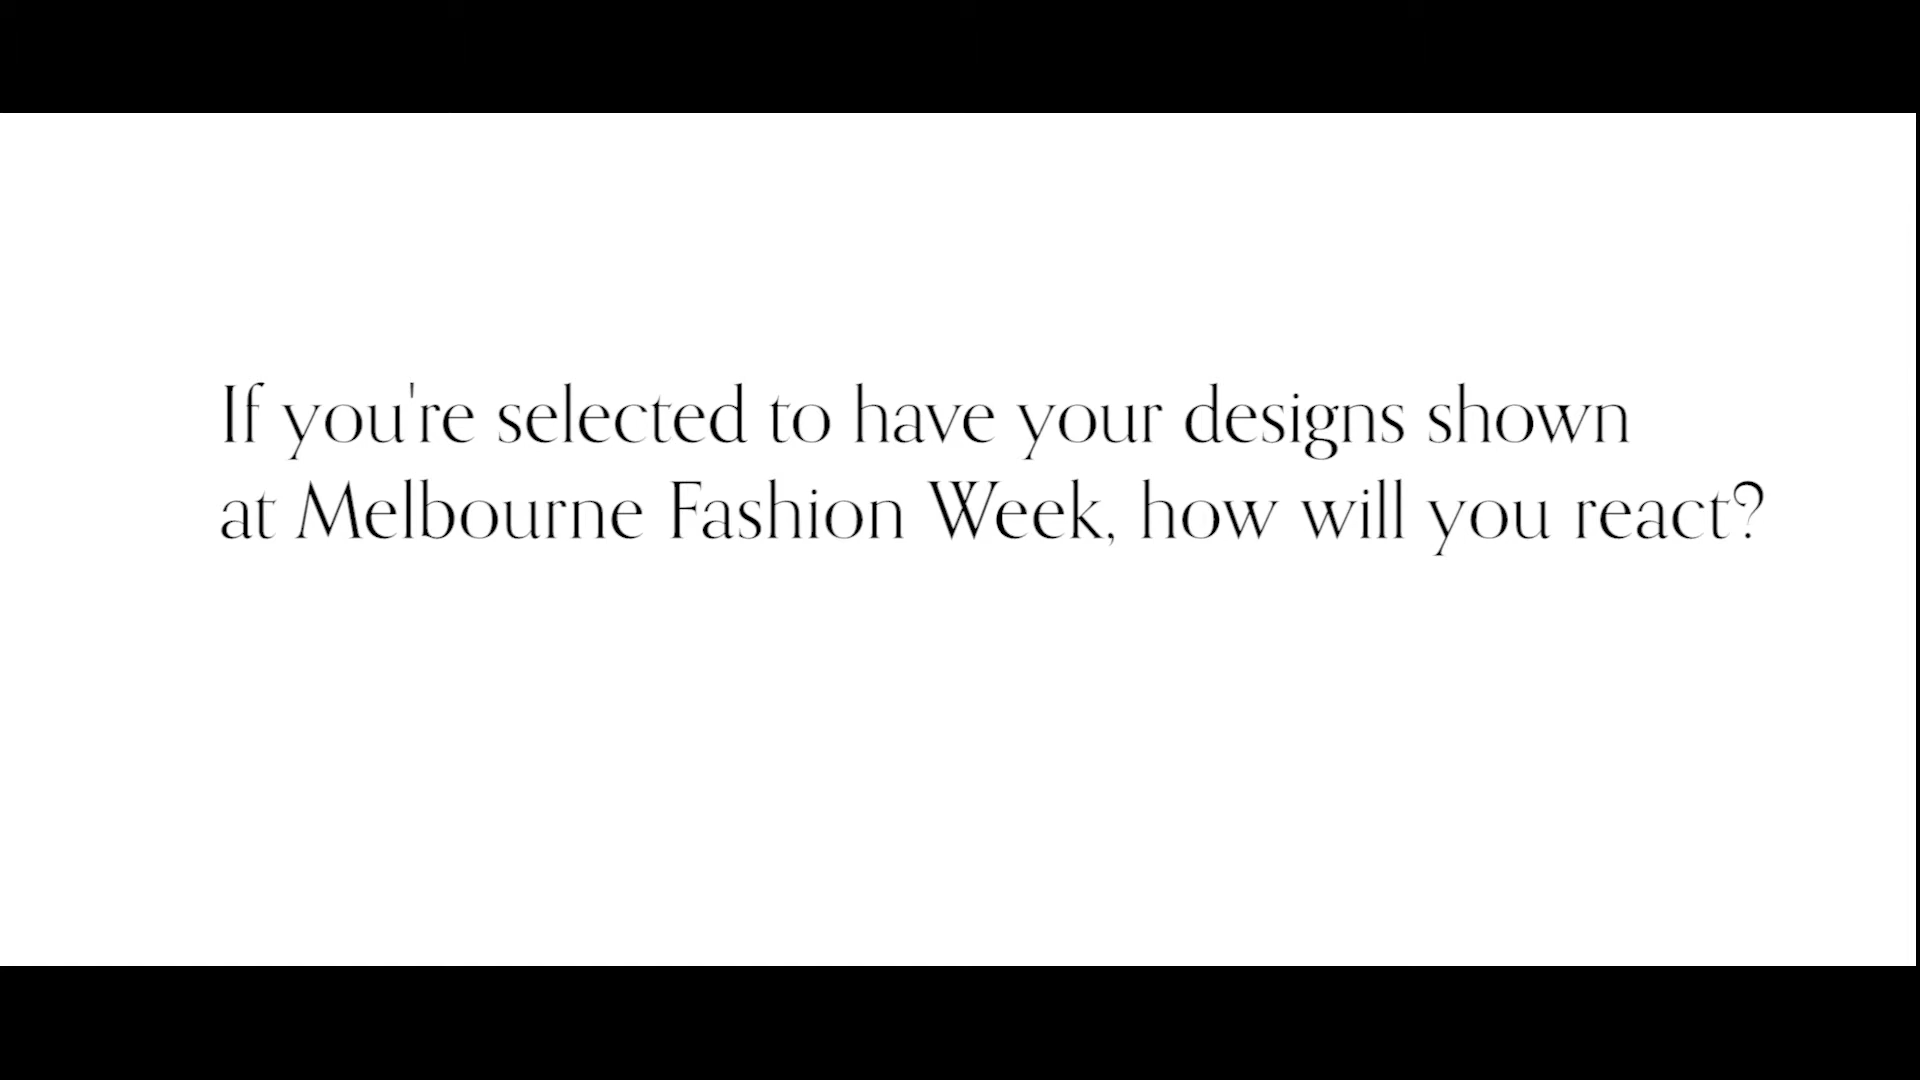 If you're selected to have your designs shown
at Melbourne Fashion Week, how will you react?